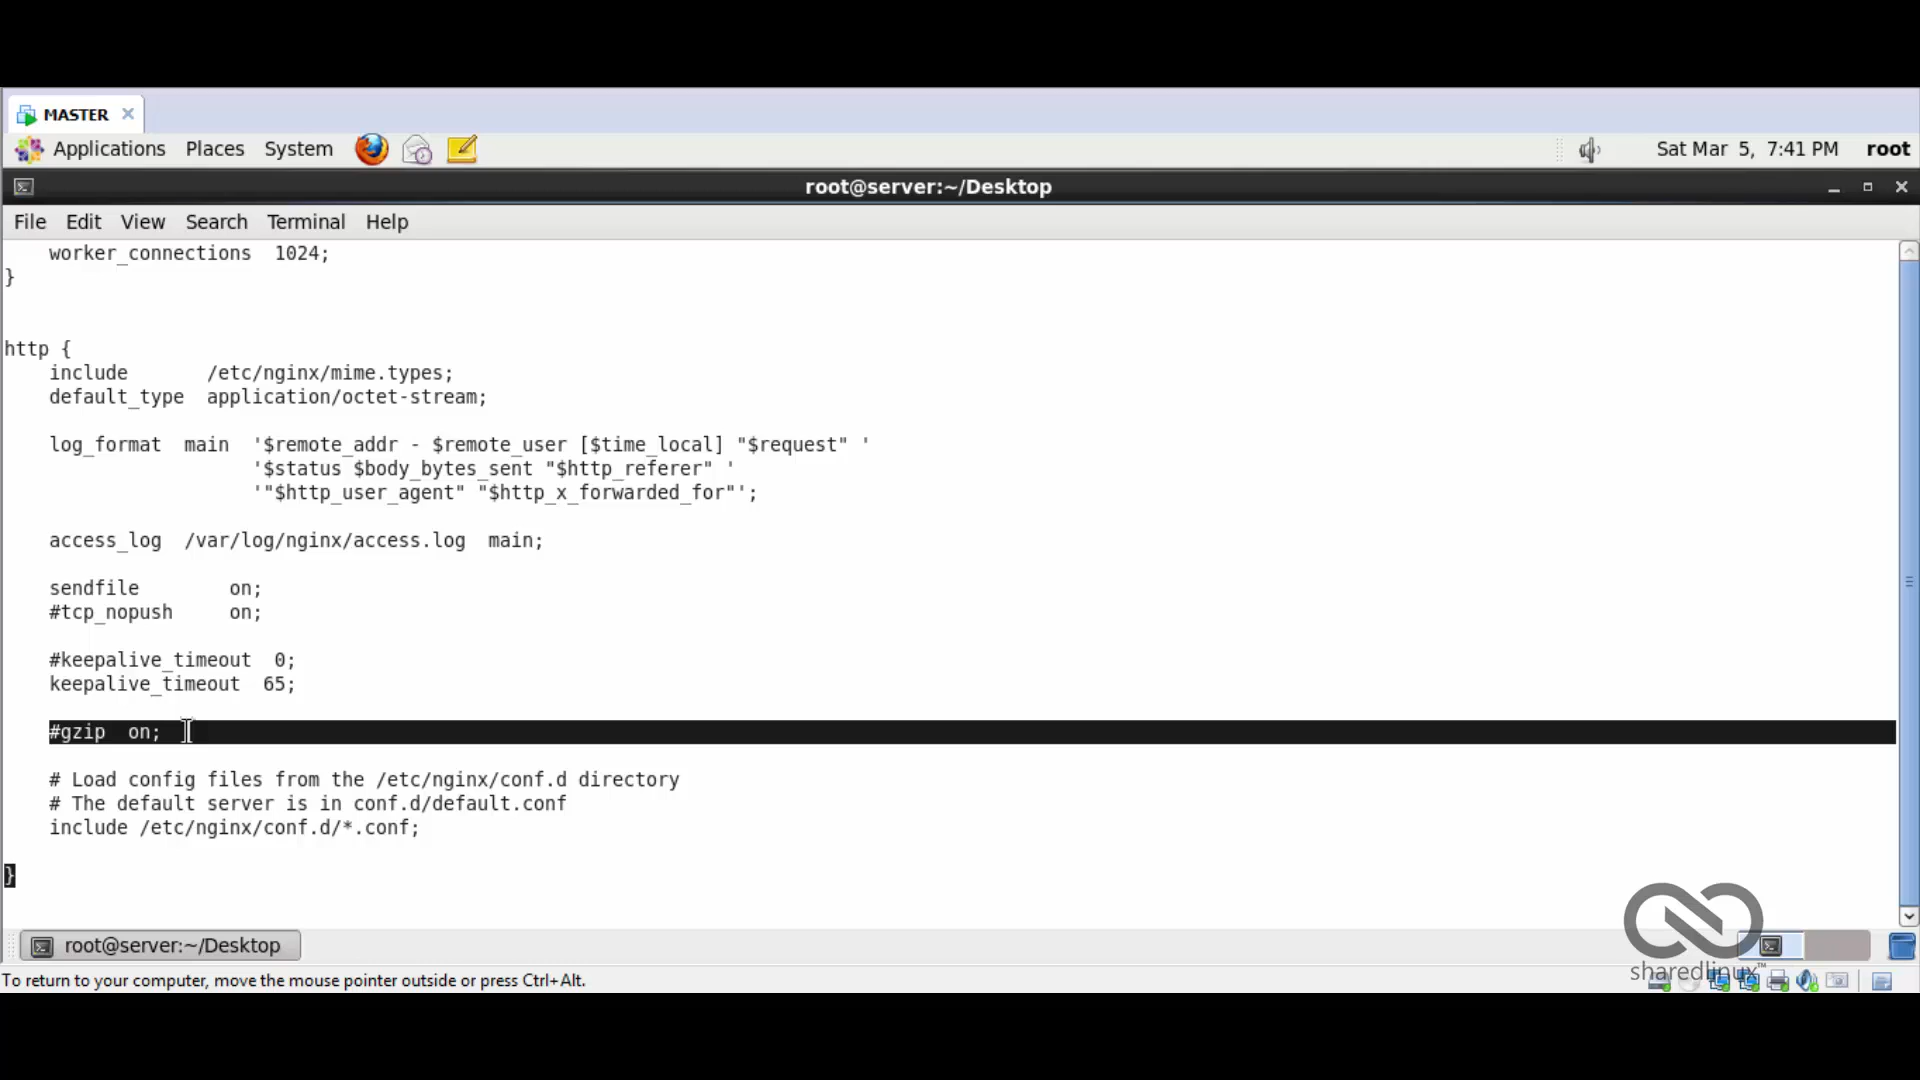 MASTER
Applications Places System Sat Mar 5, 7:41 PM root
root@server:~/Desktop
File Edit View Search Terminal Help
    worker_connections  1024;
}
http {
    include       /etc/nginx/mime.types;
    default_type  application/octet-stream;
    log_format  main  '$remote_addr - $remote_user [$time_local] "$request" '
                      '$status $body_bytes_sent "$http_referer" '
                      '"$http_user_agent" "$http_x_forwarded_for"';
    access_log  /var/log/nginx/access.log  main;
    sendfile        on;
    #tcp_nopush     on;
    #keepalive_timeout  0;
    keepalive_timeout  65;
    #gzip  on;
    # Load config files from the /etc/nginx/conf.d directory
    # The default server is in conf.d/default.conf
    include /etc/nginx/conf.d/*.conf;
}
root@server:~/Desktop
sharedlinux™
To return to your computer, move the mouse pointer outside or press Ctrl+Alt.